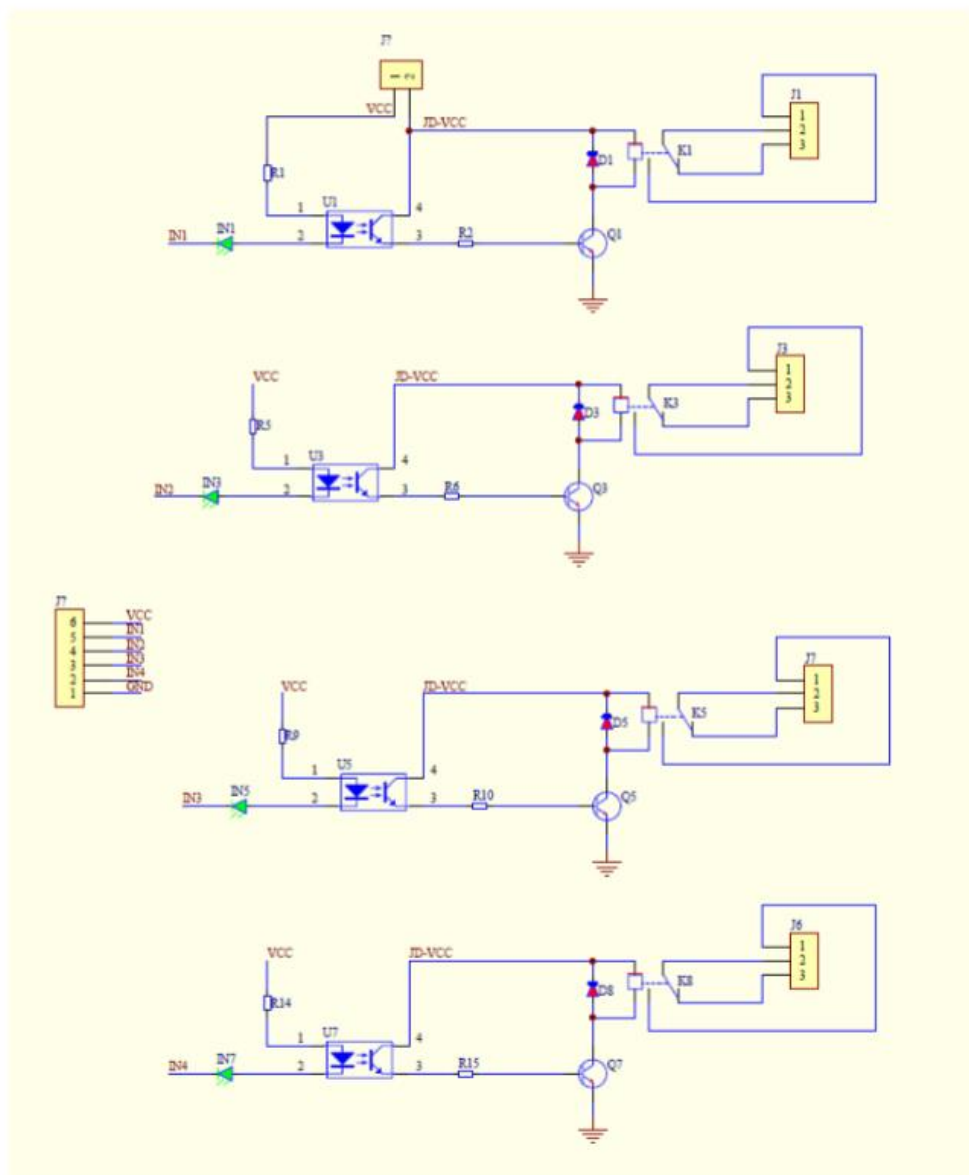 J?
1 2
VCC
JD-VCC
J1
1
2
3
R1
D1
K1
U1
1
4
IN1
IN1
2
3
R2
Q1
J3
1
2
3
VCC
JD-VCC
R5
D3
K3
U3
1
4
IN2
IN3
2
3
R6
Q3
J?
6
5
4
3
2
1
VCC
IN1
IN2
IN3
IN4
GND
J7
1
2
3
VCC
JD-VCC
R9
D5
K5
U5
1
4
IN3
IN5
2
3
R10
Q5
J6
1
2
3
VCC
JD-VCC
R14
D8
K8
U7
1
4
IN4
IN7
2
3
R15
Q7